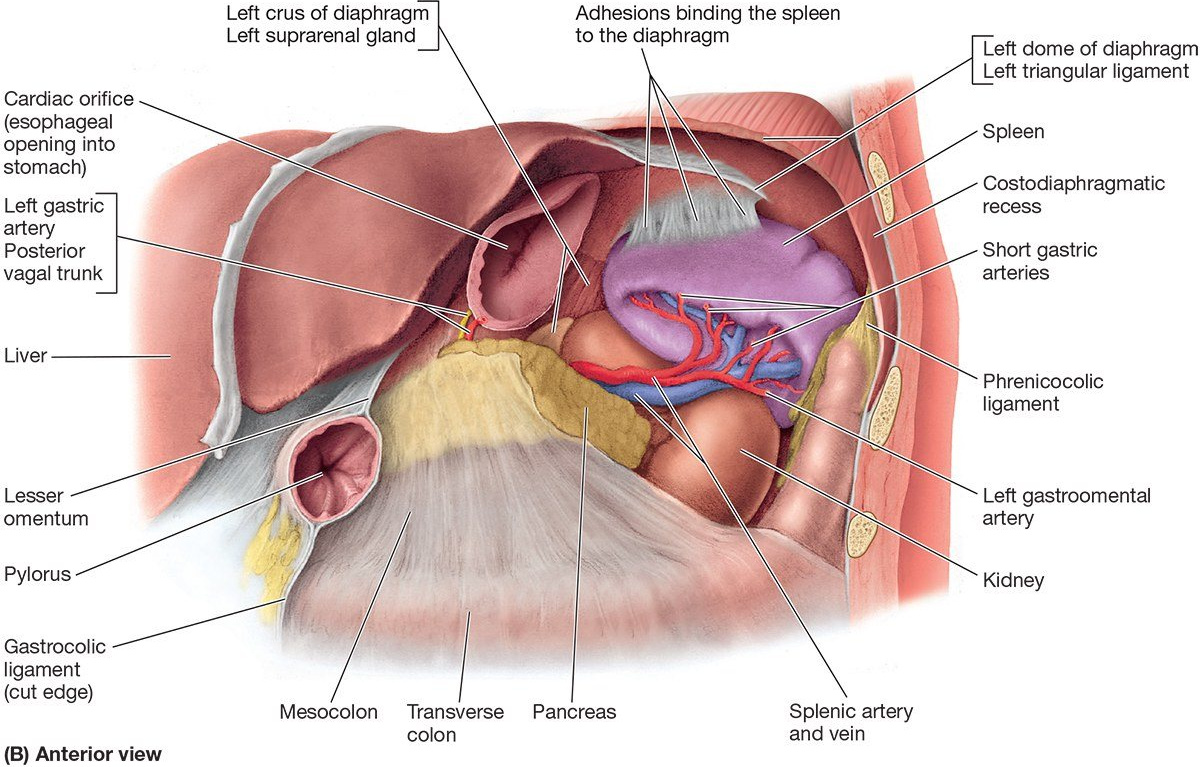 Left crus of diaphragm
Left suprarenal gland
Adhesions binding the spleen
to the diaphragm
Left dome of diaphragm
Left triangular ligament
Cardiac orifice
(esophageal
opening into
stomach)
Spleen
Costodiaphragmatic
recess
Left gastric
artery
Posterior
vagal trunk
Short gastric
arteries
Liver
Phrenicocolic
ligament
Lesser
omentum
Left gastroomental
artery
Pylorus
Kidney
Gastrocolic
ligament
(cut edge)
Mesocolon
Transverse
colon
Pancreas
Splenic artery
and vein
(B) Anterior view